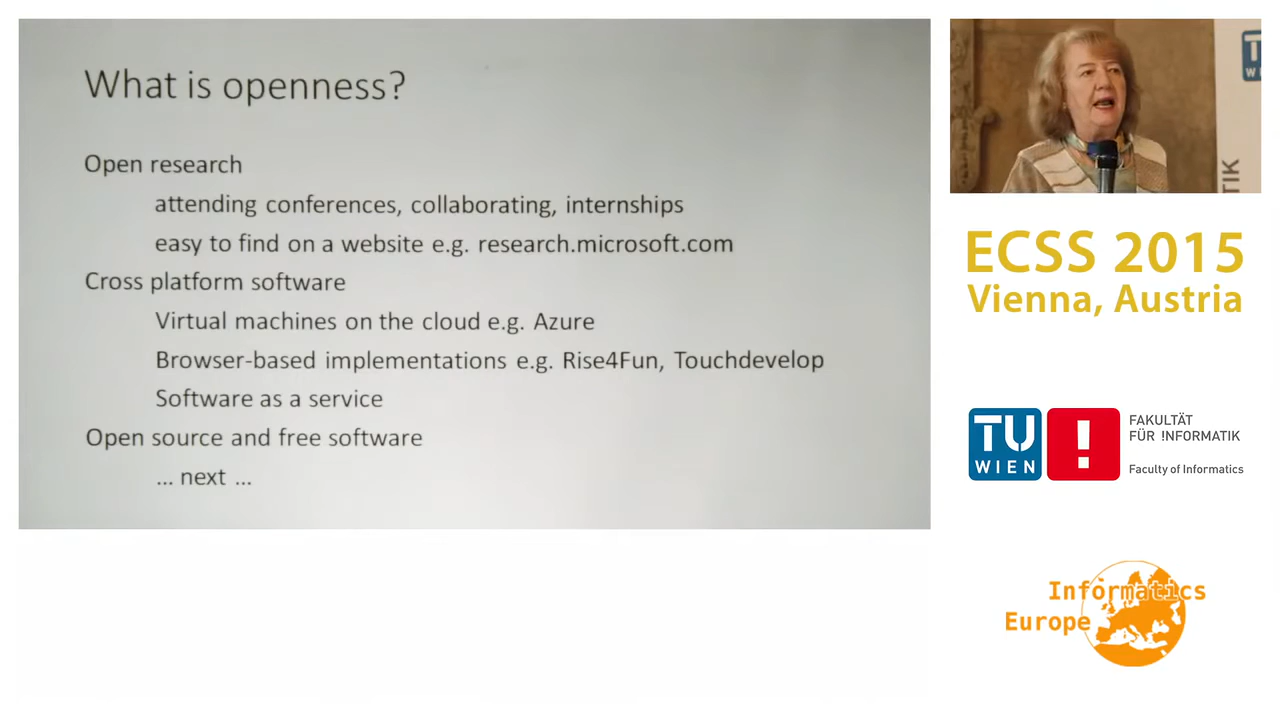 What is openness?
Open research
attending conferences, collaborating, internships
easy to find on a website e.g. research.microsoft.com
Cross platform software
Virtual machines on the cloud e.g. Azure
Browser-based implementations e.g. Rise4Fun, Touchdevelop
Software as a service
Open source and free software
... next ...
TU
W
TIK
ECSS 2015
Vienna, Austria
TU
WIEN
!
FAKULTÄT
FÜR !NFORMATIK
Faculty of Informatics
Informatics
Europe